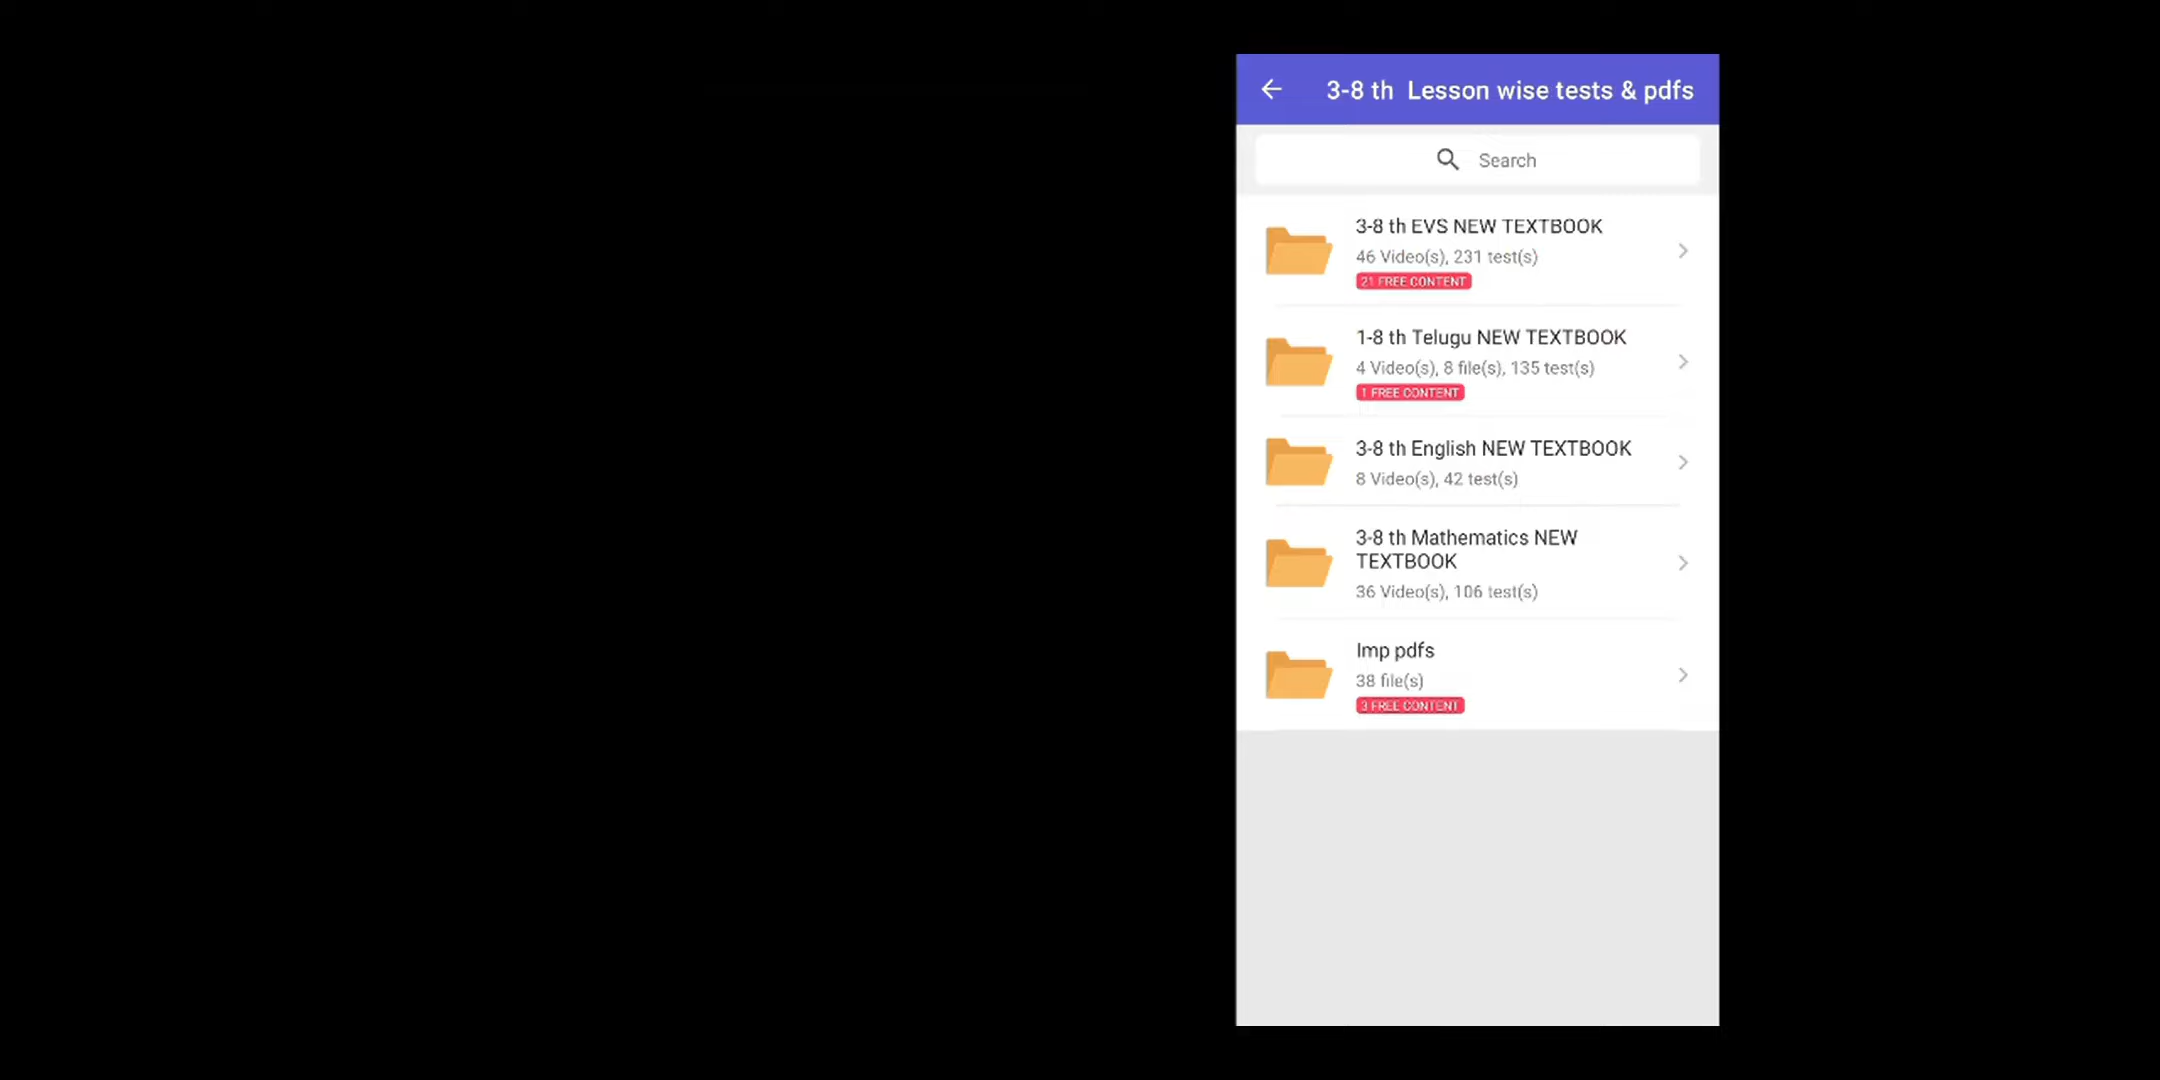 3-8 th Lesson wise tests & pdfs
Search
3-8 th EVS NEW TEXTBOOK
46 Video(s), 231 test(s)
21 FREE CONTENT
1-8 th Telugu NEW TEXTBOOK
4 Video(s), 8 file(s), 135 test(s)
1 FREE CONTENT
3-8 th English NEW TEXTBOOK
8 Video(s), 42 test(s)
3-8 th Mathematics NEW
TEXTBOOK
36 Video(s), 106 test(s)
Imp pdfs
38 file(s)
3 FREE CONTENT